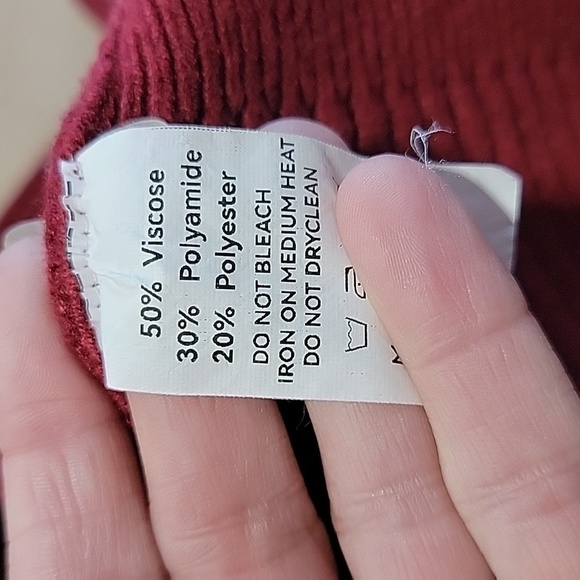 50% Viscose
30% Polyamide
20% Polyester
DO NOT BLEACH
IRON ON MEDIUM HEAT
DO NOT DRYCLEAN